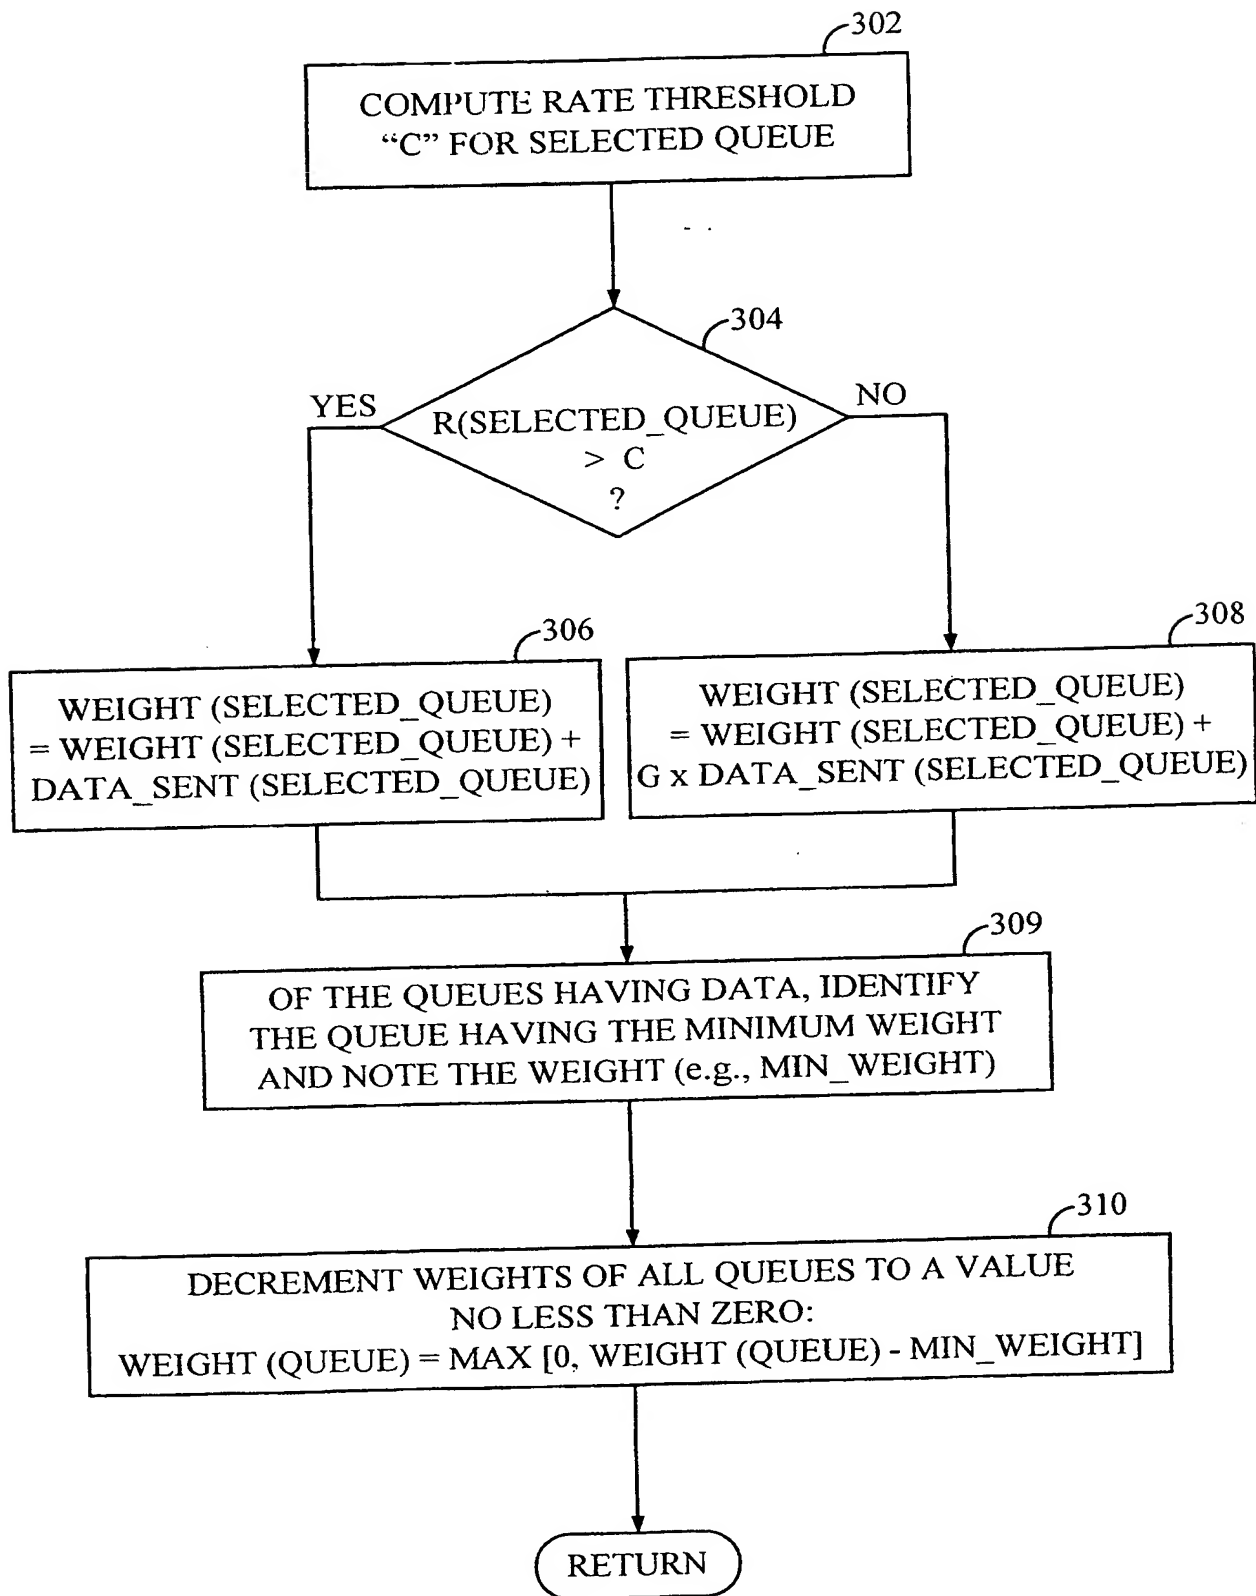 302
COMPUTE RATE THRESHOLD
“C” FOR SELECTED QUEUE
304
YES
NO
R(SELECTED_QUEUE)
> C
?
306
WEIGHT (SELECTED_QUEUE)
= WEIGHT (SELECTED_QUEUE) +
DATA_SENT (SELECTED_QUEUE)
308
WEIGHT (SELECTED_QUEUE)
= WEIGHT (SELECTED_QUEUE) +
G x DATA_SENT (SELECTED_QUEUE)
309
OF THE QUEUES HAVING DATA, IDENTIFY
THE QUEUE HAVING THE MINIMUM WEIGHT
AND NOTE THE WEIGHT (e.g., MIN_WEIGHT)
310
DECREMENT WEIGHTS OF ALL QUEUES TO A VALUE
NO LESS THAN ZERO:
WEIGHT (QUEUE) = MAX [0, WEIGHT (QUEUE) - MIN_WEIGHT]
RETURN